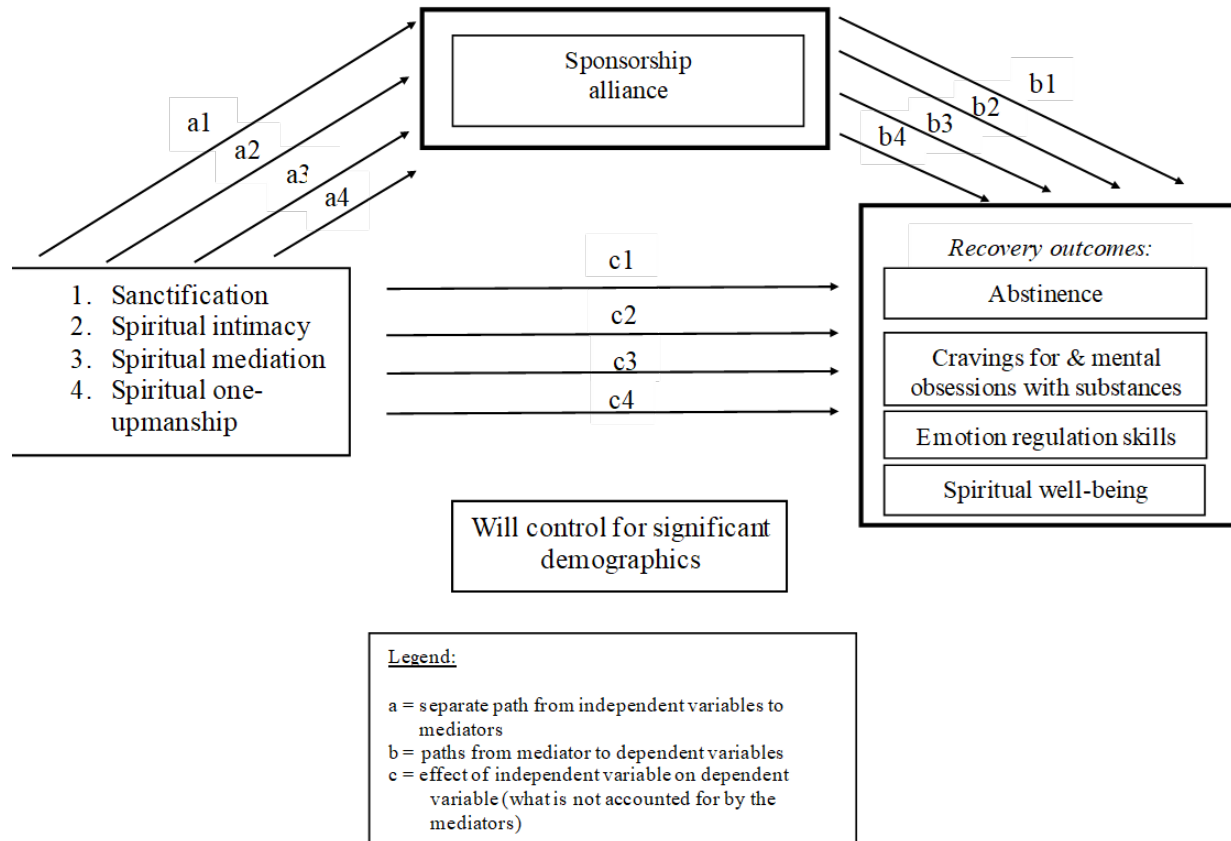 Sponsorship
alliance
a1
a2
a3
a4
b1
b2
b3
b4
1. Sanctification
2. Spiritual intimacy
3. Spiritual mediation
4. Spiritual one-
upmanship
c1
c2
c3
c4
Recovery outcomes:
Abstinence
Cravings for & mental
obsessions with substances
Emotion regulation skills
Spiritual well-being
Will control for significant
demographics
Legend:
a = separate path from independent variables to
mediators
b = paths from mediator to dependent variables
c = effect of independent variable on dependent
variable (what is not accounted for by the
mediators)